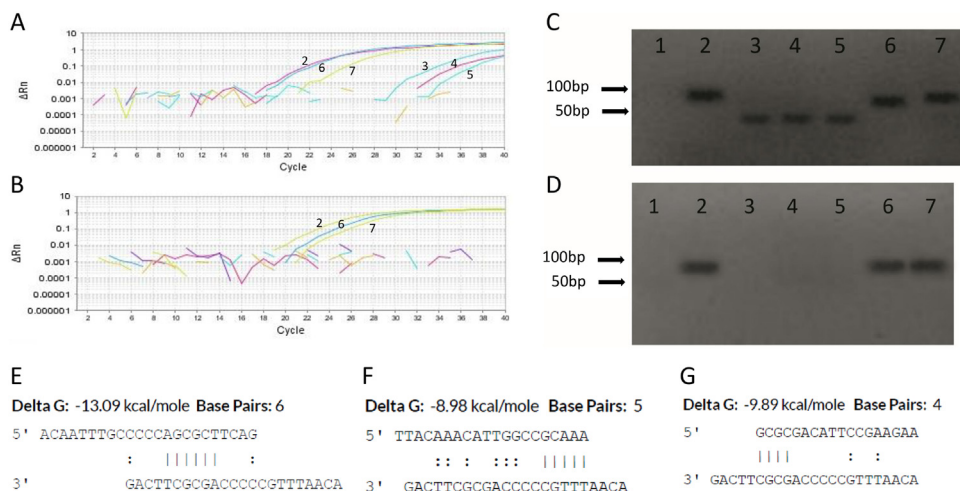 A
ΔRn
10
1
0.1
0.01
0.001
0.0001
0.00001
0.000001
2 6 7 3 4 5
2 4 6 8 10 12 14 16 18 20 22 24 26 28 30 32 34 36 38 40
Cycle
B
ΔRn
10
1
0.1
0.01
0.001
0.0001
0.00001
0.000001
2 6 7
2 4 6 8 10 12 14 16 18 20 22 24 26 28 30 32 34 36 38 40
Cycle
C
1 2 3 4 5 6 7
100bp
50bp
D
1 2 3 4 5 6 7
100bp
50bp
E
Delta G: -13.09 kcal/mole Base Pairs: 6
5' ACAATTTGCCCCCAGCGCTTCAG
: |||||| :
3' GACTTCGCGACCCCCGTTTAACA
F
Delta G: -8.98 kcal/mole Base Pairs: 5
5' TTACAAACATTGGCCGCAAA
:: : ::: |||||
3' GACTTCGCGACCCCCGTTTAACA
G
Delta G: -9.89 kcal/mole Base Pairs: 4
5' GCGCGACATTCCGAAGAA
|||| : :
3' GACTTCGCGACCCCCGTTTAACA